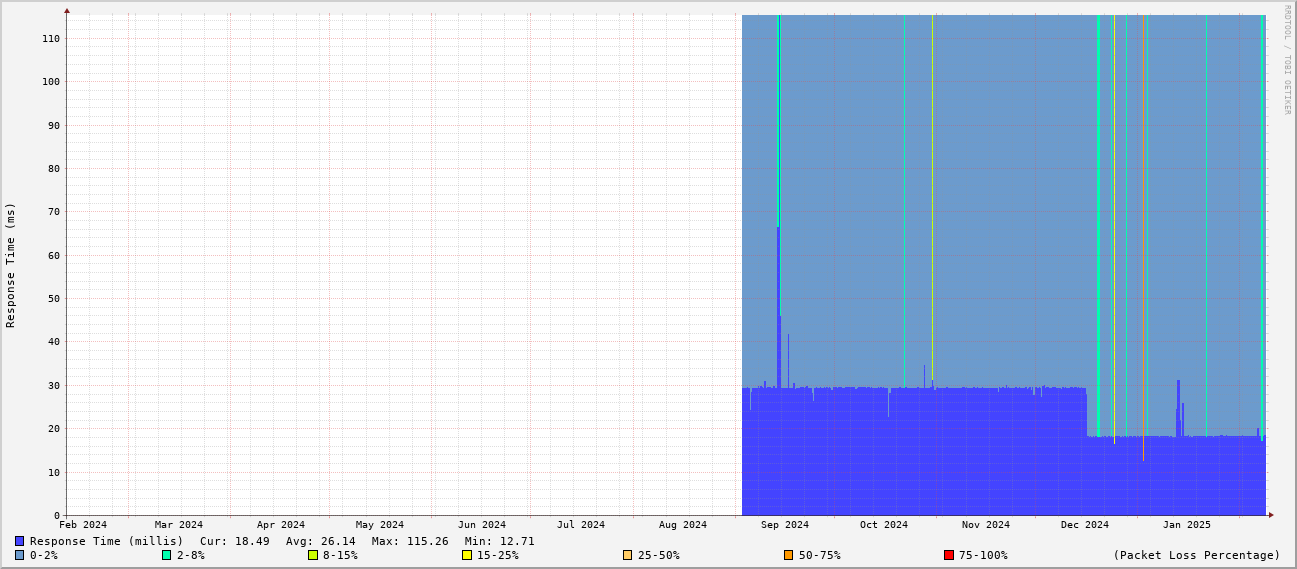 RRDTOOL / TOBI OETIKER
Response Time (ms)
110
100
90
80
70
60
50
40
30
20
10
0
Feb 2024 Mar 2024 Apr 2024 May 2024 Jun 2024 Jul 2024 Aug 2024 Sep 2024 Oct 2024 Nov 2024 Dec 2024 Jan 2025
Response Time (millis) Cur: 18.49 Avg: 26.14 Max: 115.26 Min: 12.71
0-2% 2-8% 8-15% 15-25% 25-50% 50-75% 75-100% (Packet Loss Percentage)